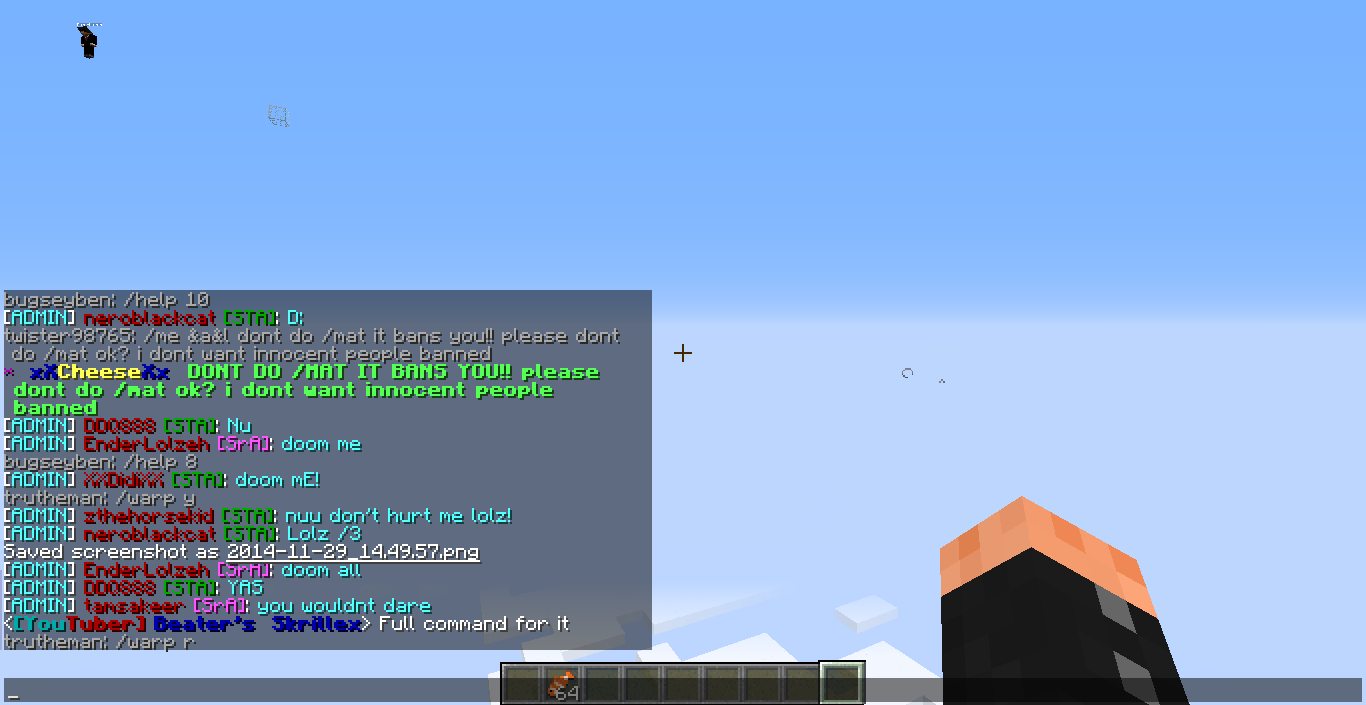 bugseyben: /help 10
[ADMIN] neroblackcat [STA]: D:
twister98765: /me &a&l dont do /mat it bans you!! please dont
do /mat ok? i dont want innocent people banned
* xXCheeseXx DONT DO /MAT IT BANS YOU!! please
dont do /mat ok? i dont want innocent people
banned
[ADMIN] DDQSSS [STA]: Nu
[ADMIN] EnderLolzeh [SrA]: doom me
bugseyben: /help 8
[ADMIN] XXDidiXX [STA]: doom mE!
trutheman: /warp y
[ADMIN] zthehorsekid [STA]: nuu don't hurt me lolz!
[ADMIN] neroblackcat [STA]: Lolz /3
Saved screenshot as 2014-11-29_14.49.57.png
[ADMIN] EnderLolzeh [SrA]: doom all
[ADMIN] DDQSSS [STA]: YAS
[ADMIN] tamsakeer [SrA]: you wouldnt dare
<[YouTuber] Beater's Skrillex> Full command for it
trutheman: /warp r
_
64